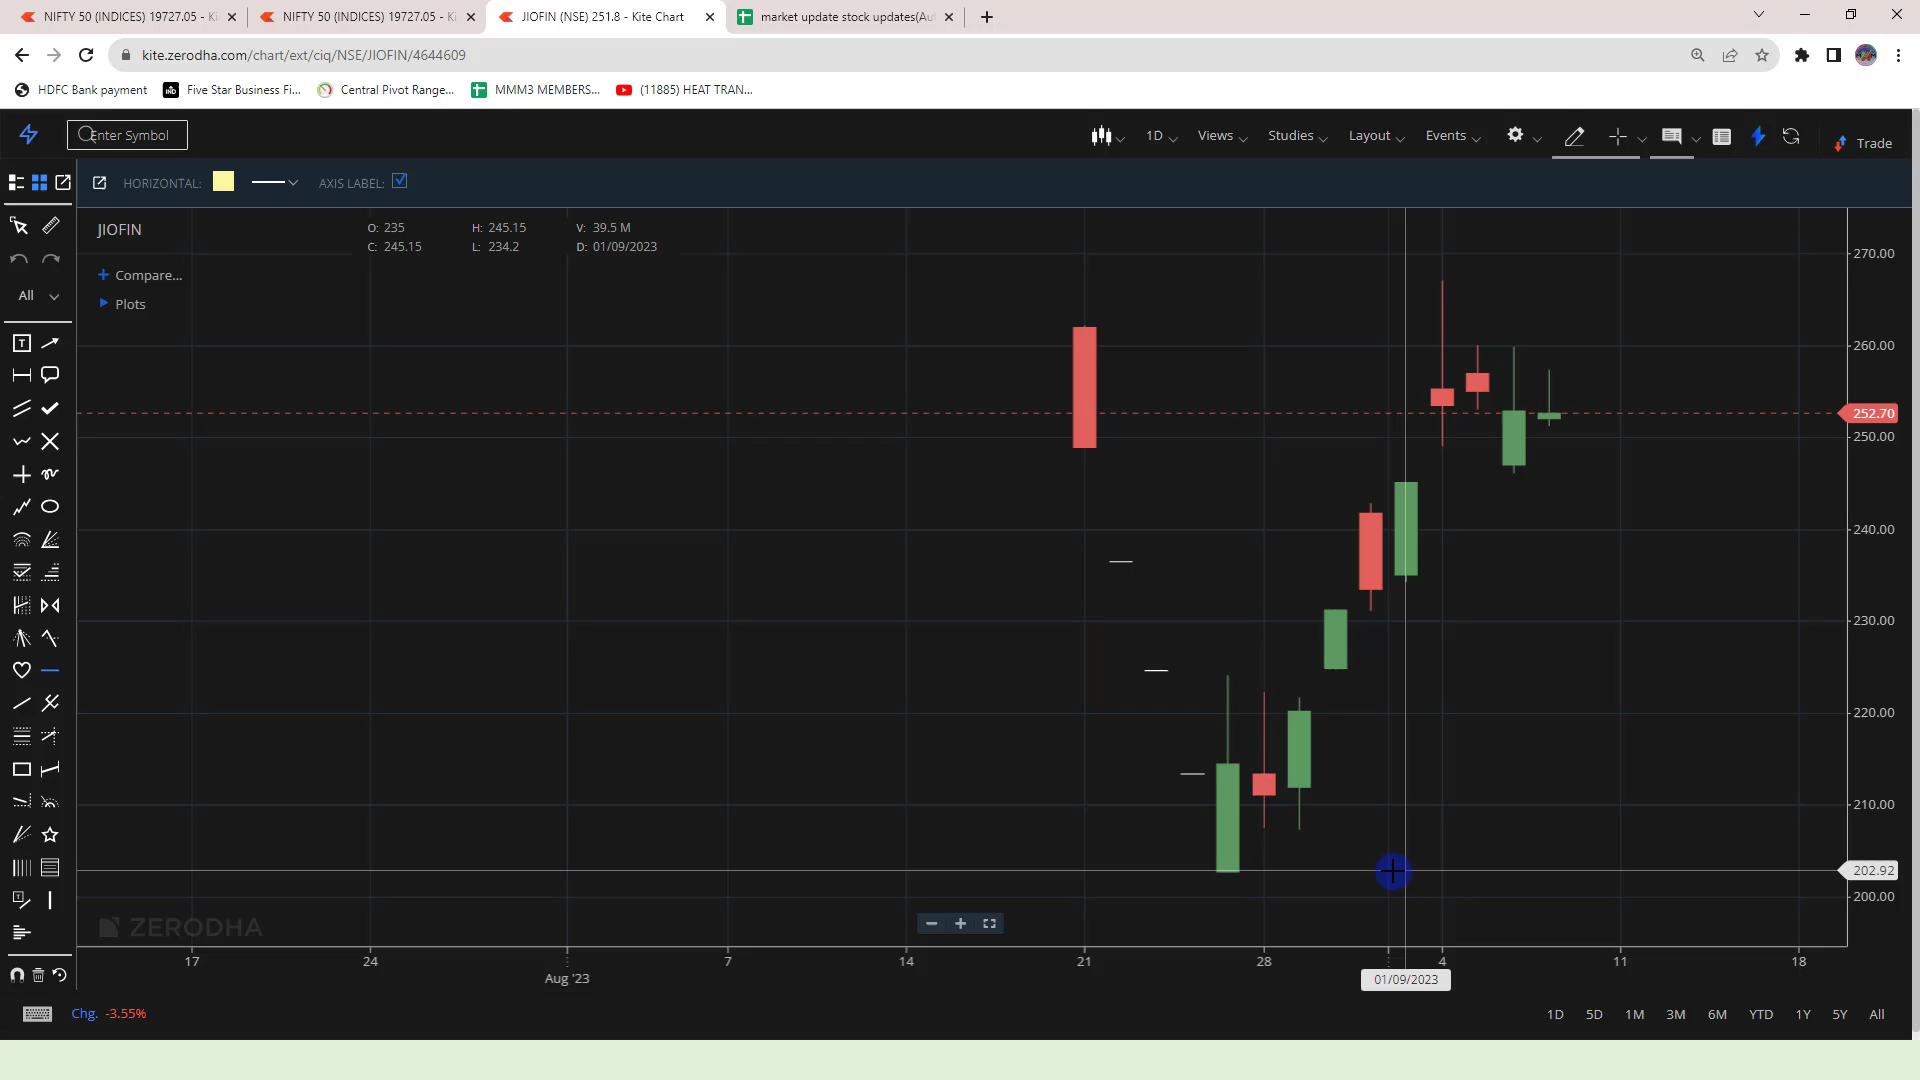 NIFTY 50 (INDICES) 19727.05 - Ki
NIFTY 50 (INDICES) 19727.05 - Ki
JIOFIN (NSE) 251.8 - Kite Chart
market update stock updates(Aut
kite.zerodha.com/chart/ext/ciq/NSE/JIOFIN/4644609
HDFC Bank payment
Five Star Business Fi...
Central Pivot Range...
MMM3 MEMBERS...
(11885) HEAT TRAN...
Enter Symbol
1D
Views
Studies
Layout
Events
Trade
HORIZONTAL:
AXIS LABEL:
All
JIOFIN
O: 235
H: 245.15
V: 39.5 M
C: 245.15
L: 234.2
D: 01/09/2023
Compare...
Plots
270.00
260.00
252.70
250.00
240.00
230.00
220.00
210.00
202.92
200.00
ZERODHA
17
24
Aug '23
7
14
21
28
4
11
18
01/09/2023
Chg. -3.55%
1D
5D
1M
3M
6M
YTD
1Y
5Y
All